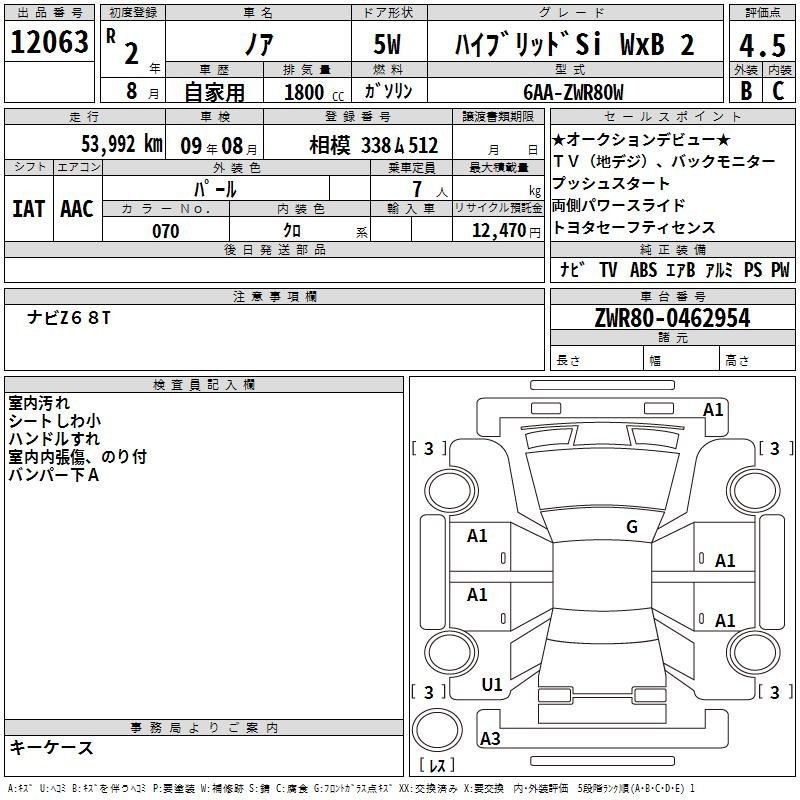 出品番号
12063
初度登録
R 2 年
8 月
車名
ノア
ドア形状
5W
グレード
ﾊｲﾌﾞﾘｯﾄﾞSi WxB 2
評価点
4.5
車歴
自家用
排気量
1800 CC
燃料
ｶﾞｿﾘﾝ
型式
6AA-ZWR80W
外装 内装
B C
走行
53,992 km
車検
09年08月
登録番号
相模 338ム512
譲渡書類期限
月 日
シフト
IAT
エアコン
AAC
外装色
ﾊﾟｰﾙ
乗車定員
7 人
最大積載量
kg
カラーNo.
070
内装色
ｸﾛ 系
輸入車
リサイクル預託金
12,470円
後日発送部品
セールスポイント
★オークションデビュー★
ＴＶ（地デジ）、バックモニター
プッシュスタート
両側パワースライド
トヨタセーフティセンス
純正装備
ﾅﾋﾞ TV ABS ｴｱB ｱﾙﾐ PS PW
注意事項欄
ナビZ６８T
車台番号
ZWR80-0462954
諸元
長さ 幅 高さ
検査員記入欄
室内汚れ
シートしわ小
ハンドルすれ
室内内張傷、のり付
バンパー下Ａ
事務局よりご案内
キーケース
A1
[ 3 ] [ 3 ]
G
A1
A1
A1
A1
U1
[ 3 ] [ 3 ]
A3
[ ﾚｽ ]
A:ｷｽﾞ U:ﾍｺﾐ B:ｷｽﾞを伴うﾍｺﾐ P:要塗装 W:補修跡 S:錆 C:腐食 G:ﾌﾛﾝﾄｶﾞﾗｽ点ｷｽﾞ XX:交換済み X:要交換 内・外装評価 5段階ﾗﾝｸ順(A・B・C・D・E) 1